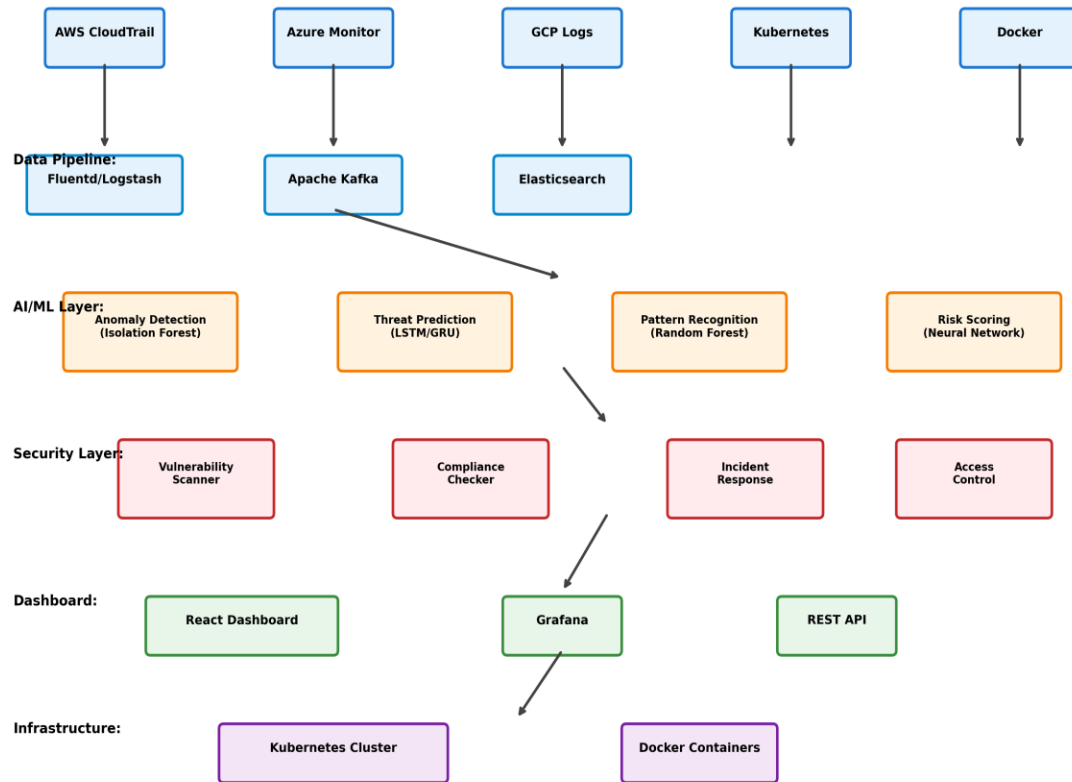 AWS CloudTrail
Azure Monitor
GCP Logs
Kubernetes
Docker
Data Pipeline:
Fluentd/Logstash
Apache Kafka
Elasticsearch
AI/ML Layer:
Anomaly Detection
(Isolation Forest)
Threat Prediction
(LSTM/GRU)
Pattern Recognition
(Random Forest)
Risk Scoring
(Neural Network)
Security Layer:
Vulnerability
Scanner
Compliance
Checker
Incident
Response
Access
Control
Dashboard:
React Dashboard
Grafana
REST API
Infrastructure:
Kubernetes Cluster
Docker Containers